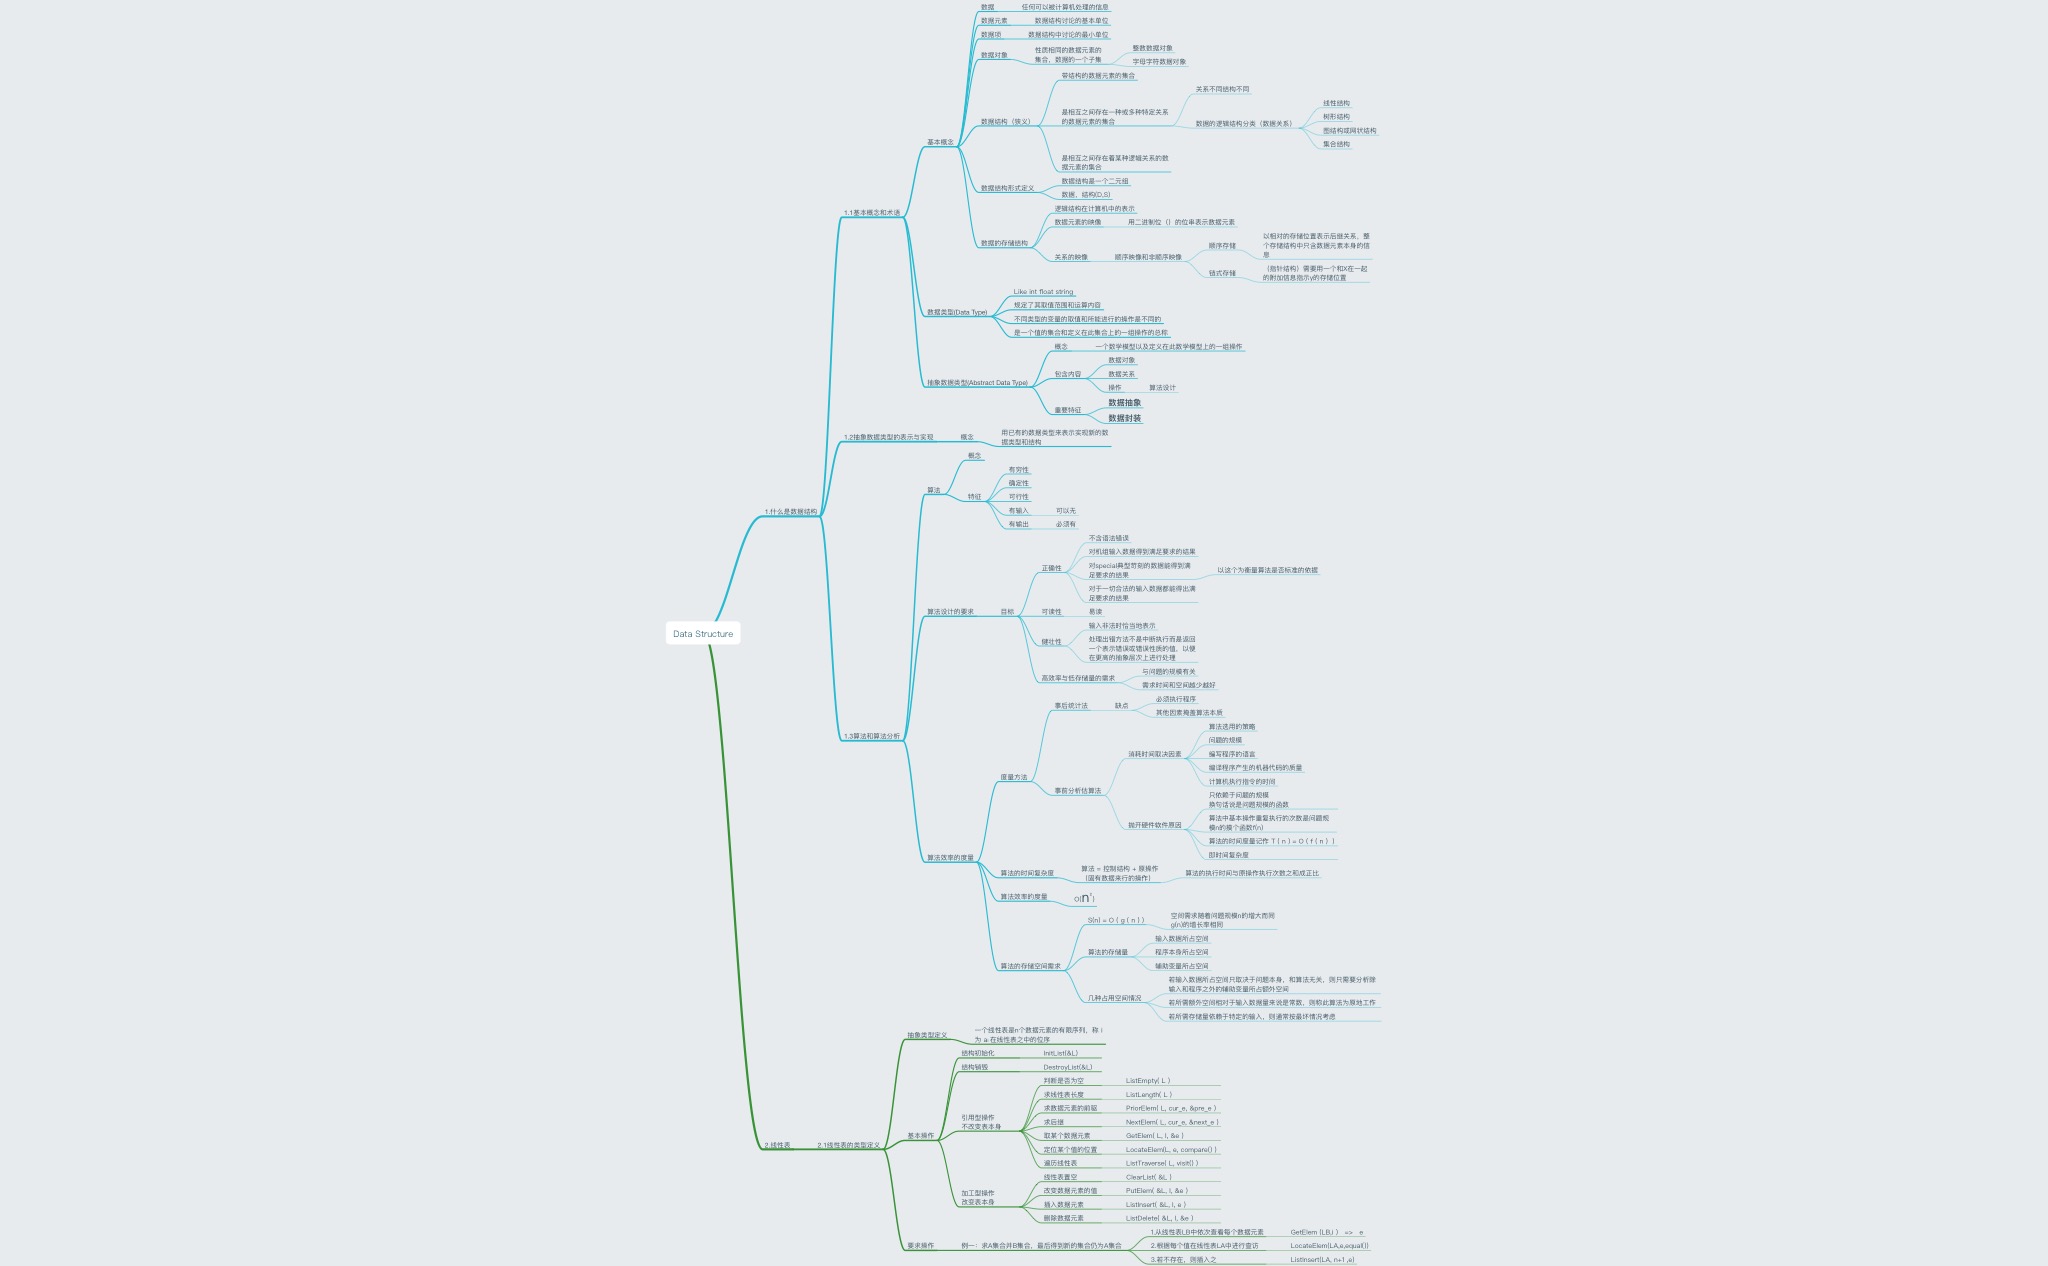 数据
任何可以被计算机处理的信息
数据元素
数据结构讨论的基本单位
数据项
数据结构中讨论的最小单位
数据对象
性质相同的数据元素的
集合，数据的一个子集
整数数据对象
字母字符数据对象
带结构的数据元素的集合
关系不同结构不同
数据结构（狭义）
是相互之间存在一种或多种特定关系
的数据元素的集合
数据的逻辑结构分类（数据关系）
线性结构
树形结构
图结构或网状结构
集合结构
基本概念
是相互之间存在着某种逻辑关系的数
据元素的集合
数据结构形式定义
数据结构是一个二元组
数据，结构(D,S)
1.1基本概念和术语
逻辑结构在计算机中的表示
数据元素的映像
用二进制位（）的位串表示数据元素
数据的存储结构
关系的映像
顺序映像和非顺序映像
顺序存储
以相对的存储位置表示后继关系，整
个存储结构中只含数据元素本身的信
息
链式存储
（指针结构）需要用一个和X在一起
的附加信息指示y的存储位置
Like int float string
规定了其取值范围和运算内容
数据类型(Data Type)
不同类型的变量的取值和所能进行的操作是不同的
是一个值的集合和定义在此集合上的一组操作的总称
概念
一个数学模型以及定义在此数学模型上的一组操作
数据对象
包含内容
数据关系
抽象数据类型(Abstract Data Type)
操作
算法设计
数据抽象
重要特征
数据封装
1.2抽象数据类型的表示与实现
概念
用已有的数据类型来表示实现新的数
据类型和结构
概念
有穷性
确定性
算法
特征
可行性
有输入
可以无
1.什么是数据结构
有输出
必须有
不含语法错误
对机组输入数据得到满足要求的结果
正确性
对special典型苛刻的数据能得到满
足要求的结果
以这个为衡量算法是否标准的依据
对于一切合法的输入数据都能得出满
足要求的结果
算法设计的要求
目标
可读性
易读
输入非法时恰当地表示
Data Structure
健壮性
处理出错方法不是中断执行而是返回
一个表示错误或错误性质的值，以便
在更高的抽象层次上进行处理
高效率与低存储量的需求
与问题的规模有关
需求时间和空间越少越好
必须执行程序
事后统计法
缺点
其他因素掩盖算法本质
算法选用的策略
1.3算法和算法分析
问题的规模
消耗时间取决因素
编写程序的语言
编译程序产生的机器代码的质量
度量方法
计算机执行指令的时间
事前分析估算法
只依赖于问题的规模
换句话说是问题规模的函数
抛开硬件软件原因
算法中基本操作重复执行的次数是问题规
模n的模个函数f(n)
算法的时间度量记作 T ( n ) = O ( f ( n ) )
即时间复杂度
算法效率的度量
算法的时间复杂度
算法 = 控制结构 + 原操作
（固有数据来行的操作）
算法的执行时间与原操作执行次数之和成正比
算法效率的度量
S(n) = O ( g ( n ) )
空间需求随着问题规模n的增大而同
g(n)的增长率相同
输入数据所占空间
算法的存储量
程序本身所占空间
算法的存储空间需求
辅助变量所占空间
若输入数据所占空间只取决于问题本身，和算法无关，则只需要分析除
输入和程序之外的辅助变量所占额外空间
几种占用空间情况
若所需额外空间相对于输入数据量来说是常数，则称此算法为原地工作
若所需存储量依赖于特定的输入，则通常按最坏情况考虑
抽象类型定义
一个线性表是n个数据元素的有限序列，称 i
为 aᵢ 在线性表之中的位序
结构初始化
InitList(&L)
结构销毁
DestroyList(&L)
判断是否为空
ListEmpty( L )
求线性表长度
ListLength( L )
求数据元素的前驱
PriorElem( L, cur_e, &pre_e )
引用型操作
不改变表本身
求后继
NextElem( L, cur_e, &next_e )
基本操作
取某个数据元素
GetElem( L, I, &e )
2.线性表
2.1线性表的类型定义
定位某个值的位置
LocateElem(L, e, compare() )
遍历线性表
ListTraverse( L, visit() )
线性表置空
ClearList( &L )
加工型操作
改变表本身
改变数据元素的值
PutElem( &L, I, &e )
插入数据元素
ListInsert( &L, I, e )
删除数据元素
ListDelete( &L, I, &e )
1.从线性表LB中依次查看每个数据元素
GetElem (LB,i ) => e
要求操作
例一：求A集合并B集合，最后得到新的集合仍为A集合
2.根据每个值在线性表LA中进行查访
LocateElem(LA,e,equal())
3.若不存在，则插入之
ListInsert(LA, n+1 ,e)